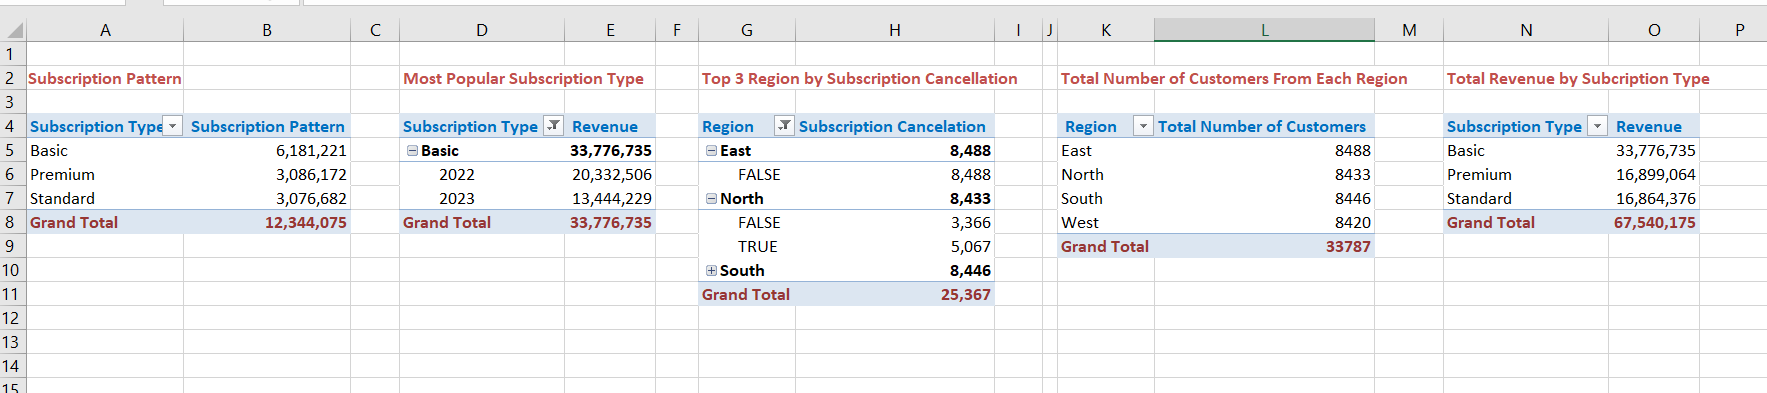 A B C D E F G H I J K L M N O P
1
2 Subscription Pattern Most Popular Subscription Type Top 3 Region by Subscription Cancellation Total Number of Customers From Each Region Total Revenue by Subcription Type
3
4 Subscription Type Subscription Pattern Subscription Type Revenue Region Subscription Cancelation Region Total Number of Customers Subscription Type Revenue
5 Basic 6,181,221 Basic 33,776,735 East 8,488 East 8488 Basic 33,776,735
6 Premium 3,086,172 2022 20,332,506 FALSE 8,488 North 8433 Premium 16,899,064
7 Standard 3,076,682 2023 13,444,229 North 8,433 South 8446 Standard 16,864,376
8 Grand Total 12,344,075 Grand Total 33,776,735 FALSE 3,366 West 8420 Grand Total 67,540,175
9 TRUE 5,067 Grand Total 33787
10 South 8,446
11 Grand Total 25,367
12
13
14
15